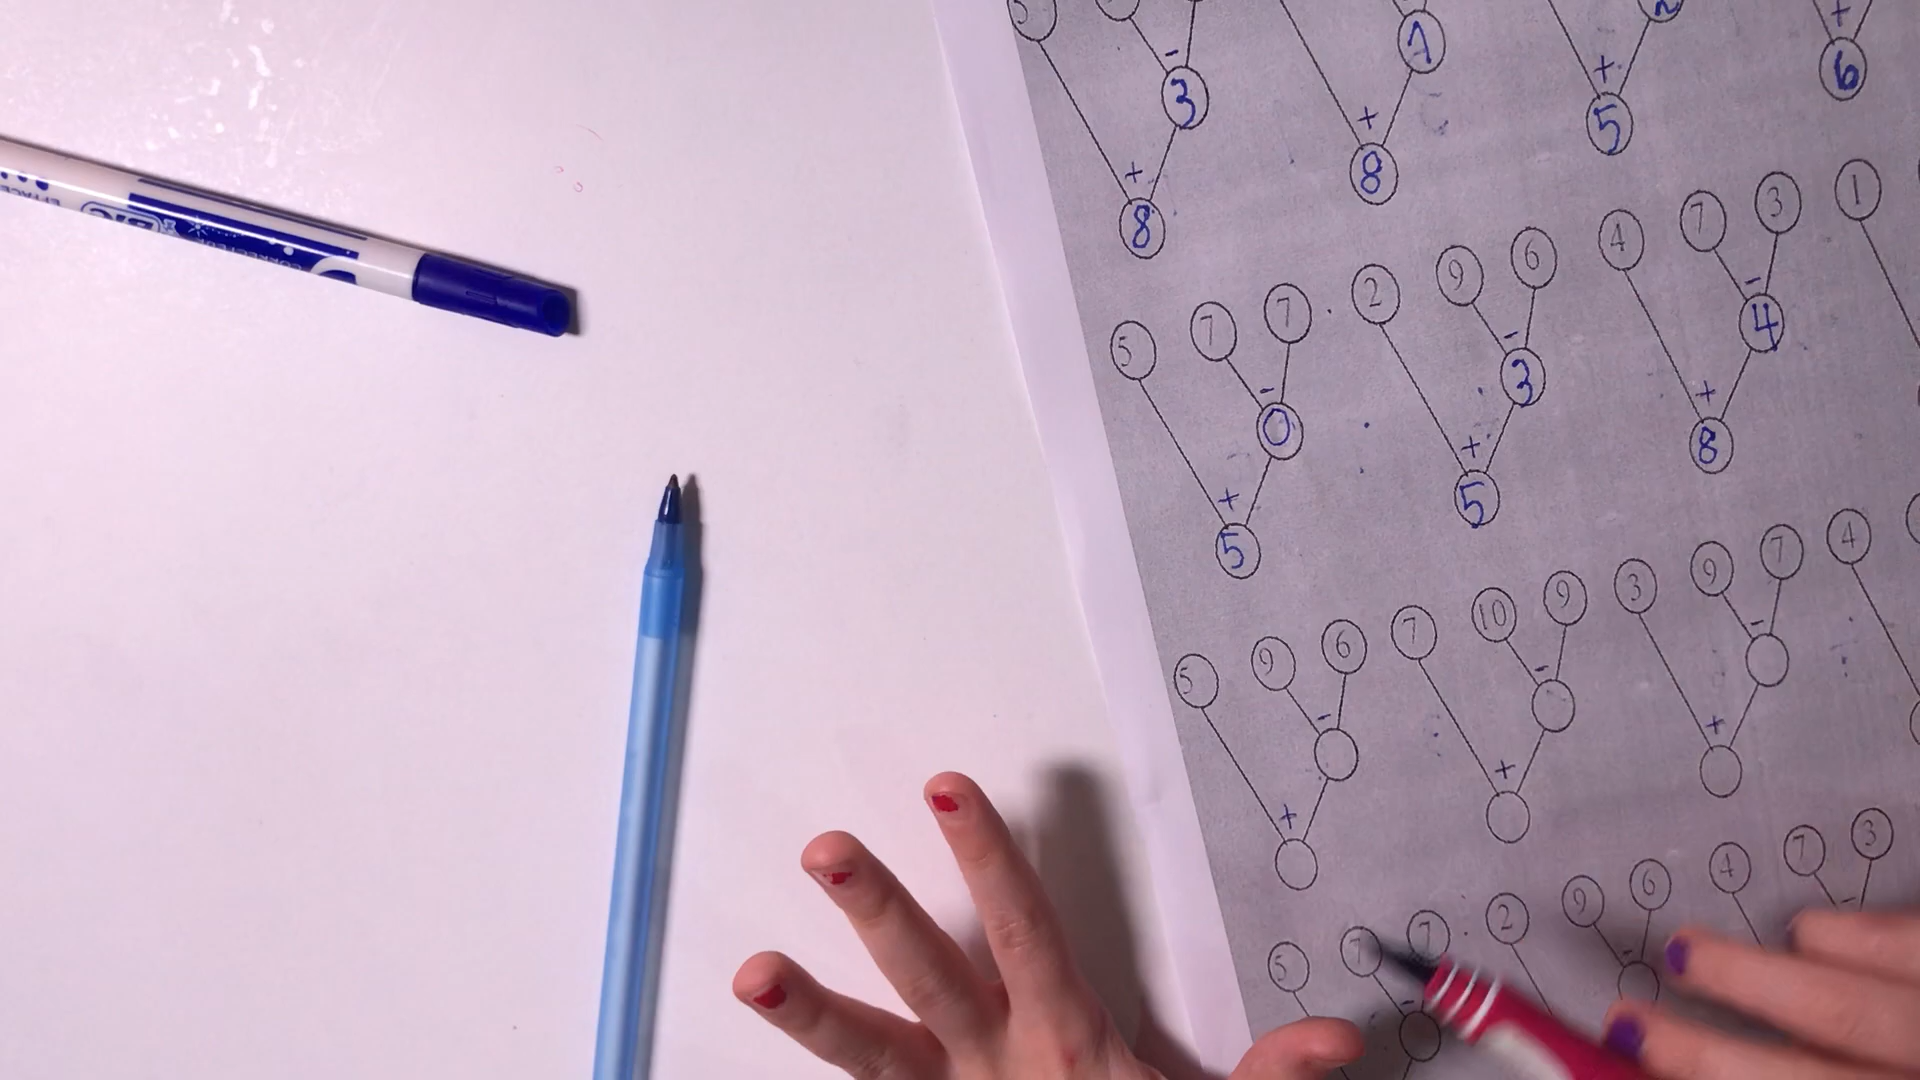 5
- 3
+ 8
7
+ 8
+ 5
+ 6
5 7 7 2 9 6 4 7 3 1
- 0 - 3 - 4
+ 5 + 5 + 8
5 9 6 7 10 9 3 9 7 4
- - -
+ + +
5 7 7 2 9 6 4 7 3
- - -
BIC